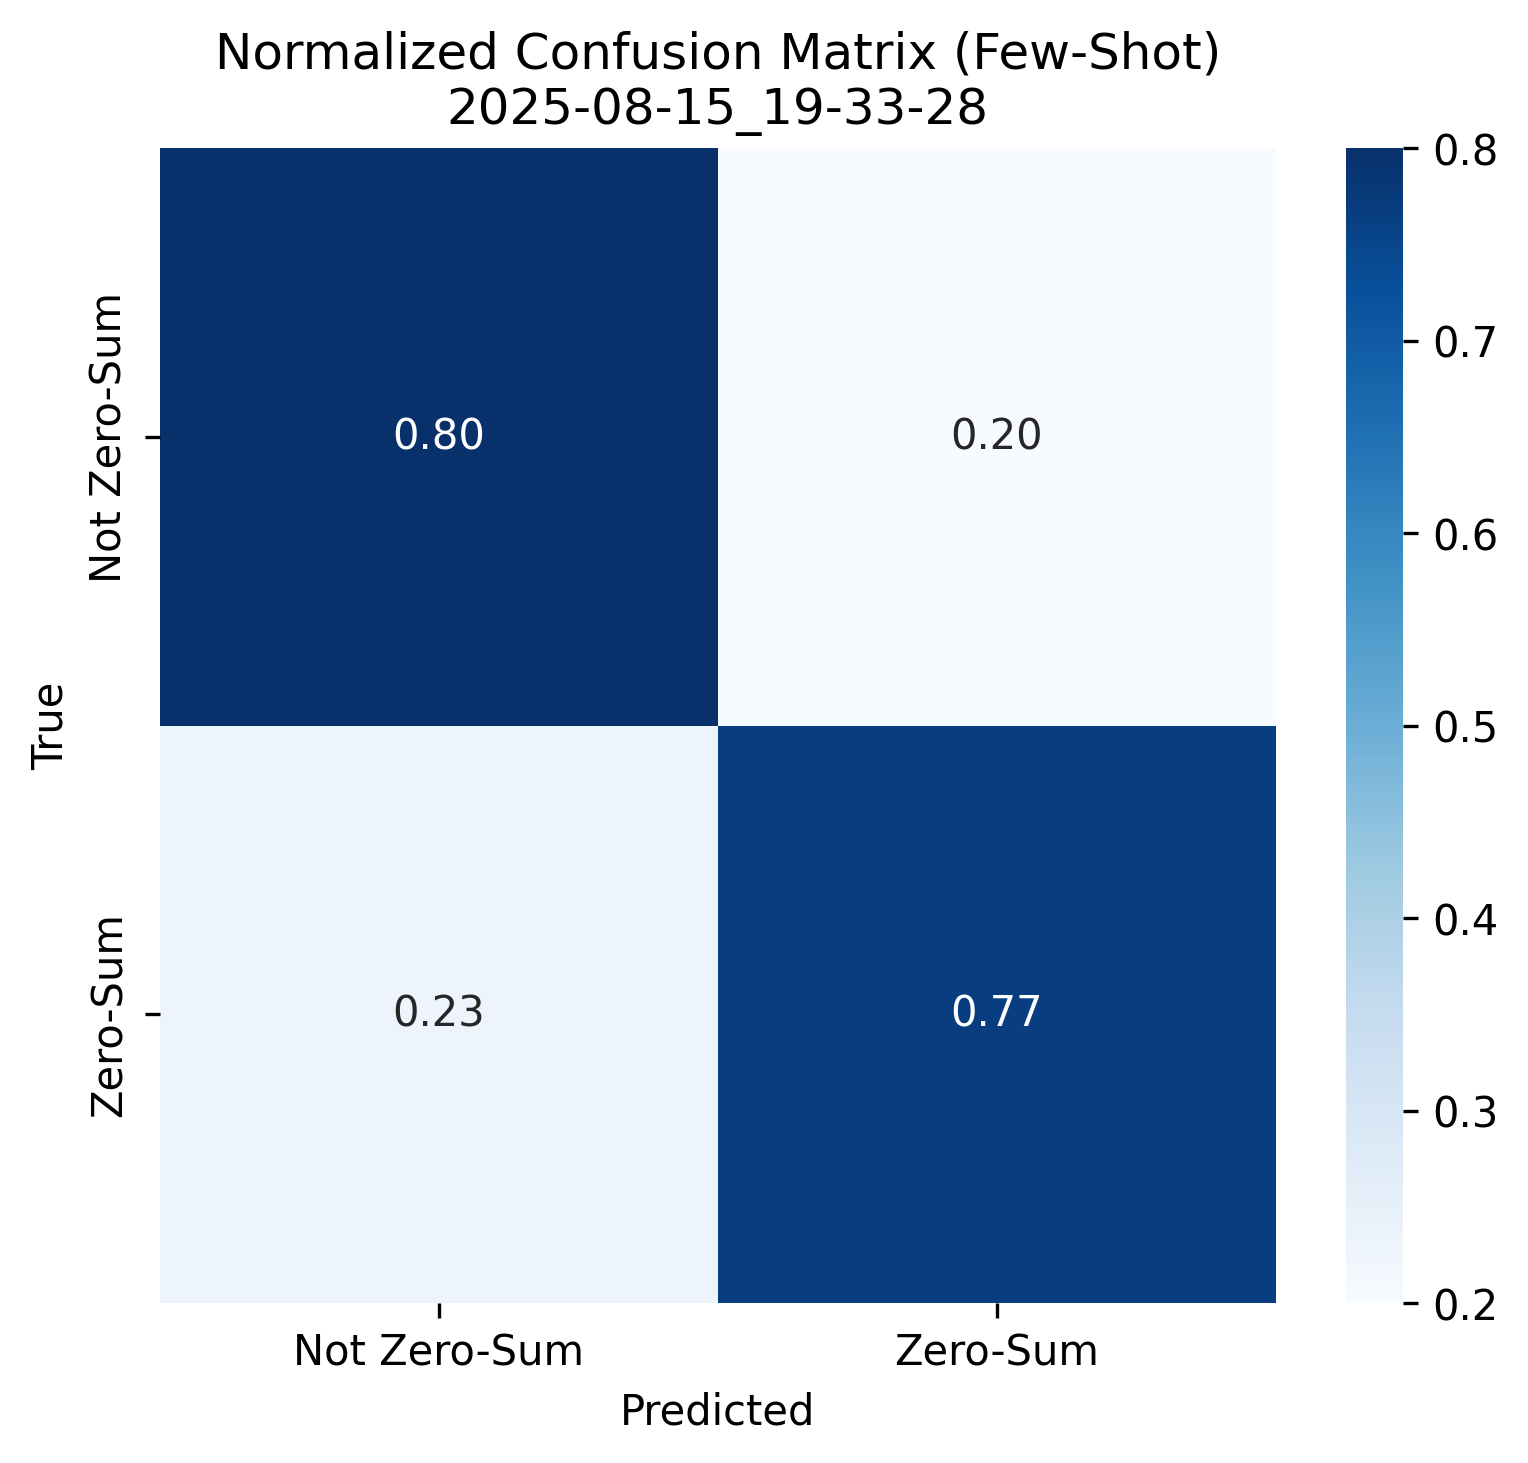 Normalized Confusion Matrix (Few-Shot)
2025-08-15_19-33-28
True
Not Zero-Sum
Zero-Sum
0.80
0.20
0.23
0.77
Not Zero-Sum
Zero-Sum
Predicted
0.8
0.7
0.6
0.5
0.4
0.3
0.2